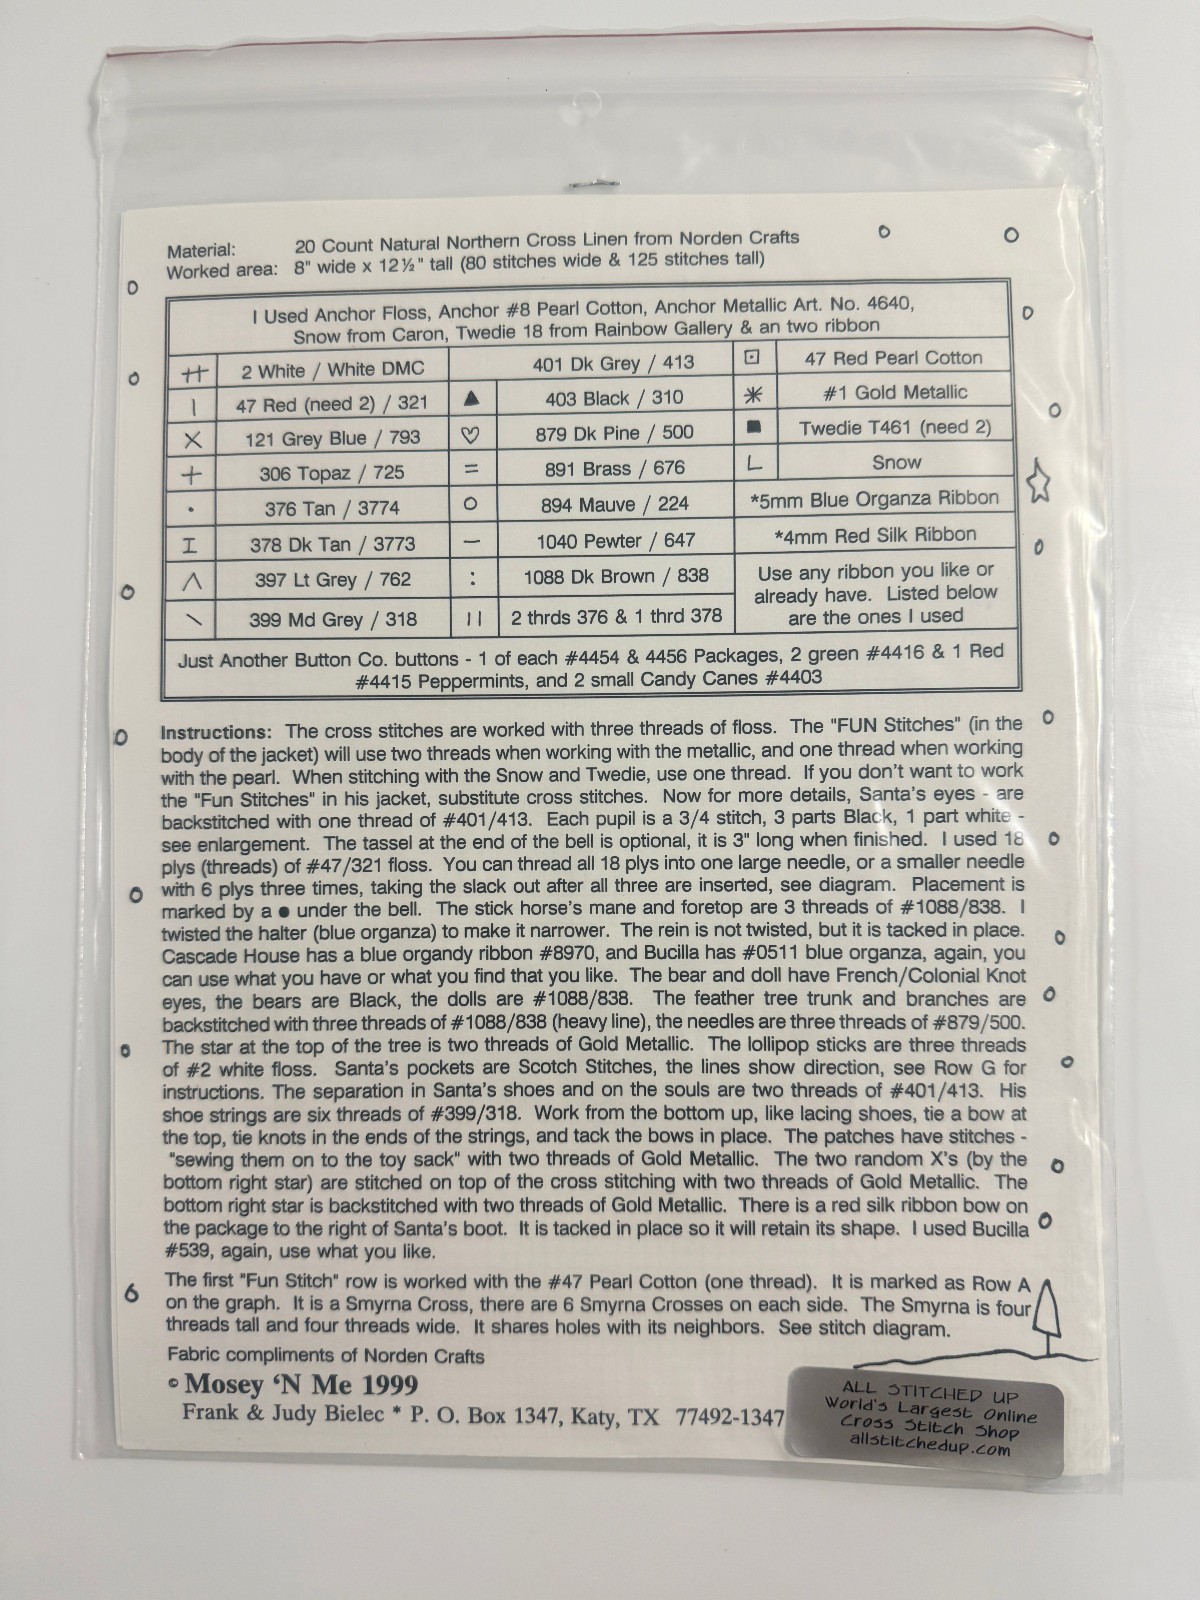 Material: 20 Count Natural Northern Cross Linen from Norden Crafts
Worked area: 8" wide x 12½" tall (80 stitches wide & 125 stitches tall)
I Used Anchor Floss, Anchor #8 Pearl Cotton, Anchor Metallic Art. No. 4640,
Snow from Caron, Twedie 18 from Rainbow Gallery & an two ribbon
2 White / White DMC 401 Dk Grey / 413 47 Red Pearl Cotton
47 Red (need 2) / 321 403 Black / 310 #1 Gold Metallic
121 Grey Blue / 793 879 Dk Pine / 500 Twedie T461 (need 2)
306 Topaz / 725 891 Brass / 676 Snow
376 Tan / 3774 894 Mauve / 224 *5mm Blue Organza Ribbon
378 Dk Tan / 3773 1040 Pewter / 647 *4mm Red Silk Ribbon
397 Lt Grey / 762 1088 Dk Brown / 838 Use any ribbon you like or
already have. Listed below
399 Md Grey / 318 2 thrds 376 & 1 thrd 378 are the ones I used
Just Another Button Co. buttons - 1 of each #4454 & 4456 Packages, 2 green #4416 & 1 Red
#4415 Peppermints, and 2 small Candy Canes #4403
Instructions: The cross stitches are worked with three threads of floss. The "FUN Stitches" (in the
body of the jacket) will use two threads when working with the metallic, and one thread when working
with the pearl. When stitching with the Snow and Twedie, use one thread. If you don't want to work
the "Fun Stitches" in his jacket, substitute cross stitches. Now for more details, Santa's eyes - are
backstitched with one thread of #401/413. Each pupil is a 3/4 stitch, 3 parts Black, 1 part white -
see enlargement. The tassel at the end of the bell is optional, it is 3" long when finished. I used 18
plys (threads) of #47/321 floss. You can thread all 18 plys into one large needle, or a smaller needle
with 6 plys three times, taking the slack out after all three are inserted, see diagram. Placement is
marked by a ● under the bell. The stick horse's mane and foretop are 3 threads of #1088/838. I
twisted the halter (blue organza) to make it narrower. The rein is not twisted, but it is tacked in place.
Cascade House has a blue organdy ribbon #8970, and Bucilla has #0511 blue organza, again, you
can use what you have or what you find that you like. The bear and doll have French/Colonial Knot
eyes, the bears are Black, the dolls are #1088/838. The feather tree trunk and branches are
backstitched with three threads of #1088/838 (heavy line), the needles are three threads of #879/500.
The star at the top of the tree is two threads of Gold Metallic. The lollipop sticks are three threads
of #2 white floss. Santa's pockets are Scotch Stitches, the lines show direction, see Row G for
instructions. The separation in Santa's shoes and on the souls are two threads of #401/413. His
shoe strings are six threads of #399/318. Work from the bottom up, like lacing shoes, tie a bow at
the top, tie knots in the ends of the strings, and tack the bows in place. The patches have stitches -
"sewing them on to the toy sack" with two threads of Gold Metallic. The two random X's (by the
bottom right star) are stitched on top of the cross stitching with two threads of Gold Metallic. The
bottom right star is backstitched with two threads of Gold Metallic. There is a red silk ribbon bow on
the package to the right of Santa's boot. It is tacked in place so it will retain its shape. I used Bucilla
#539, again, use what you like.
The first "Fun Stitch" row is worked with the #47 Pearl Cotton (one thread). It is marked as Row A
on the graph. It is a Smyrna Cross, there are 6 Smyrna Crosses on each side. The Smyrna is four
threads tall and four threads wide. It shares holes with its neighbors. See stitch diagram.
Fabric compliments of Norden Crafts
© Mosey 'N Me 1999
Frank & Judy Bielec * P. O. Box 1347, Katy, TX 77492-1347
ALL STITCHED UP
World's Largest Online
Cross Stitch Shop
allstitchedup.com